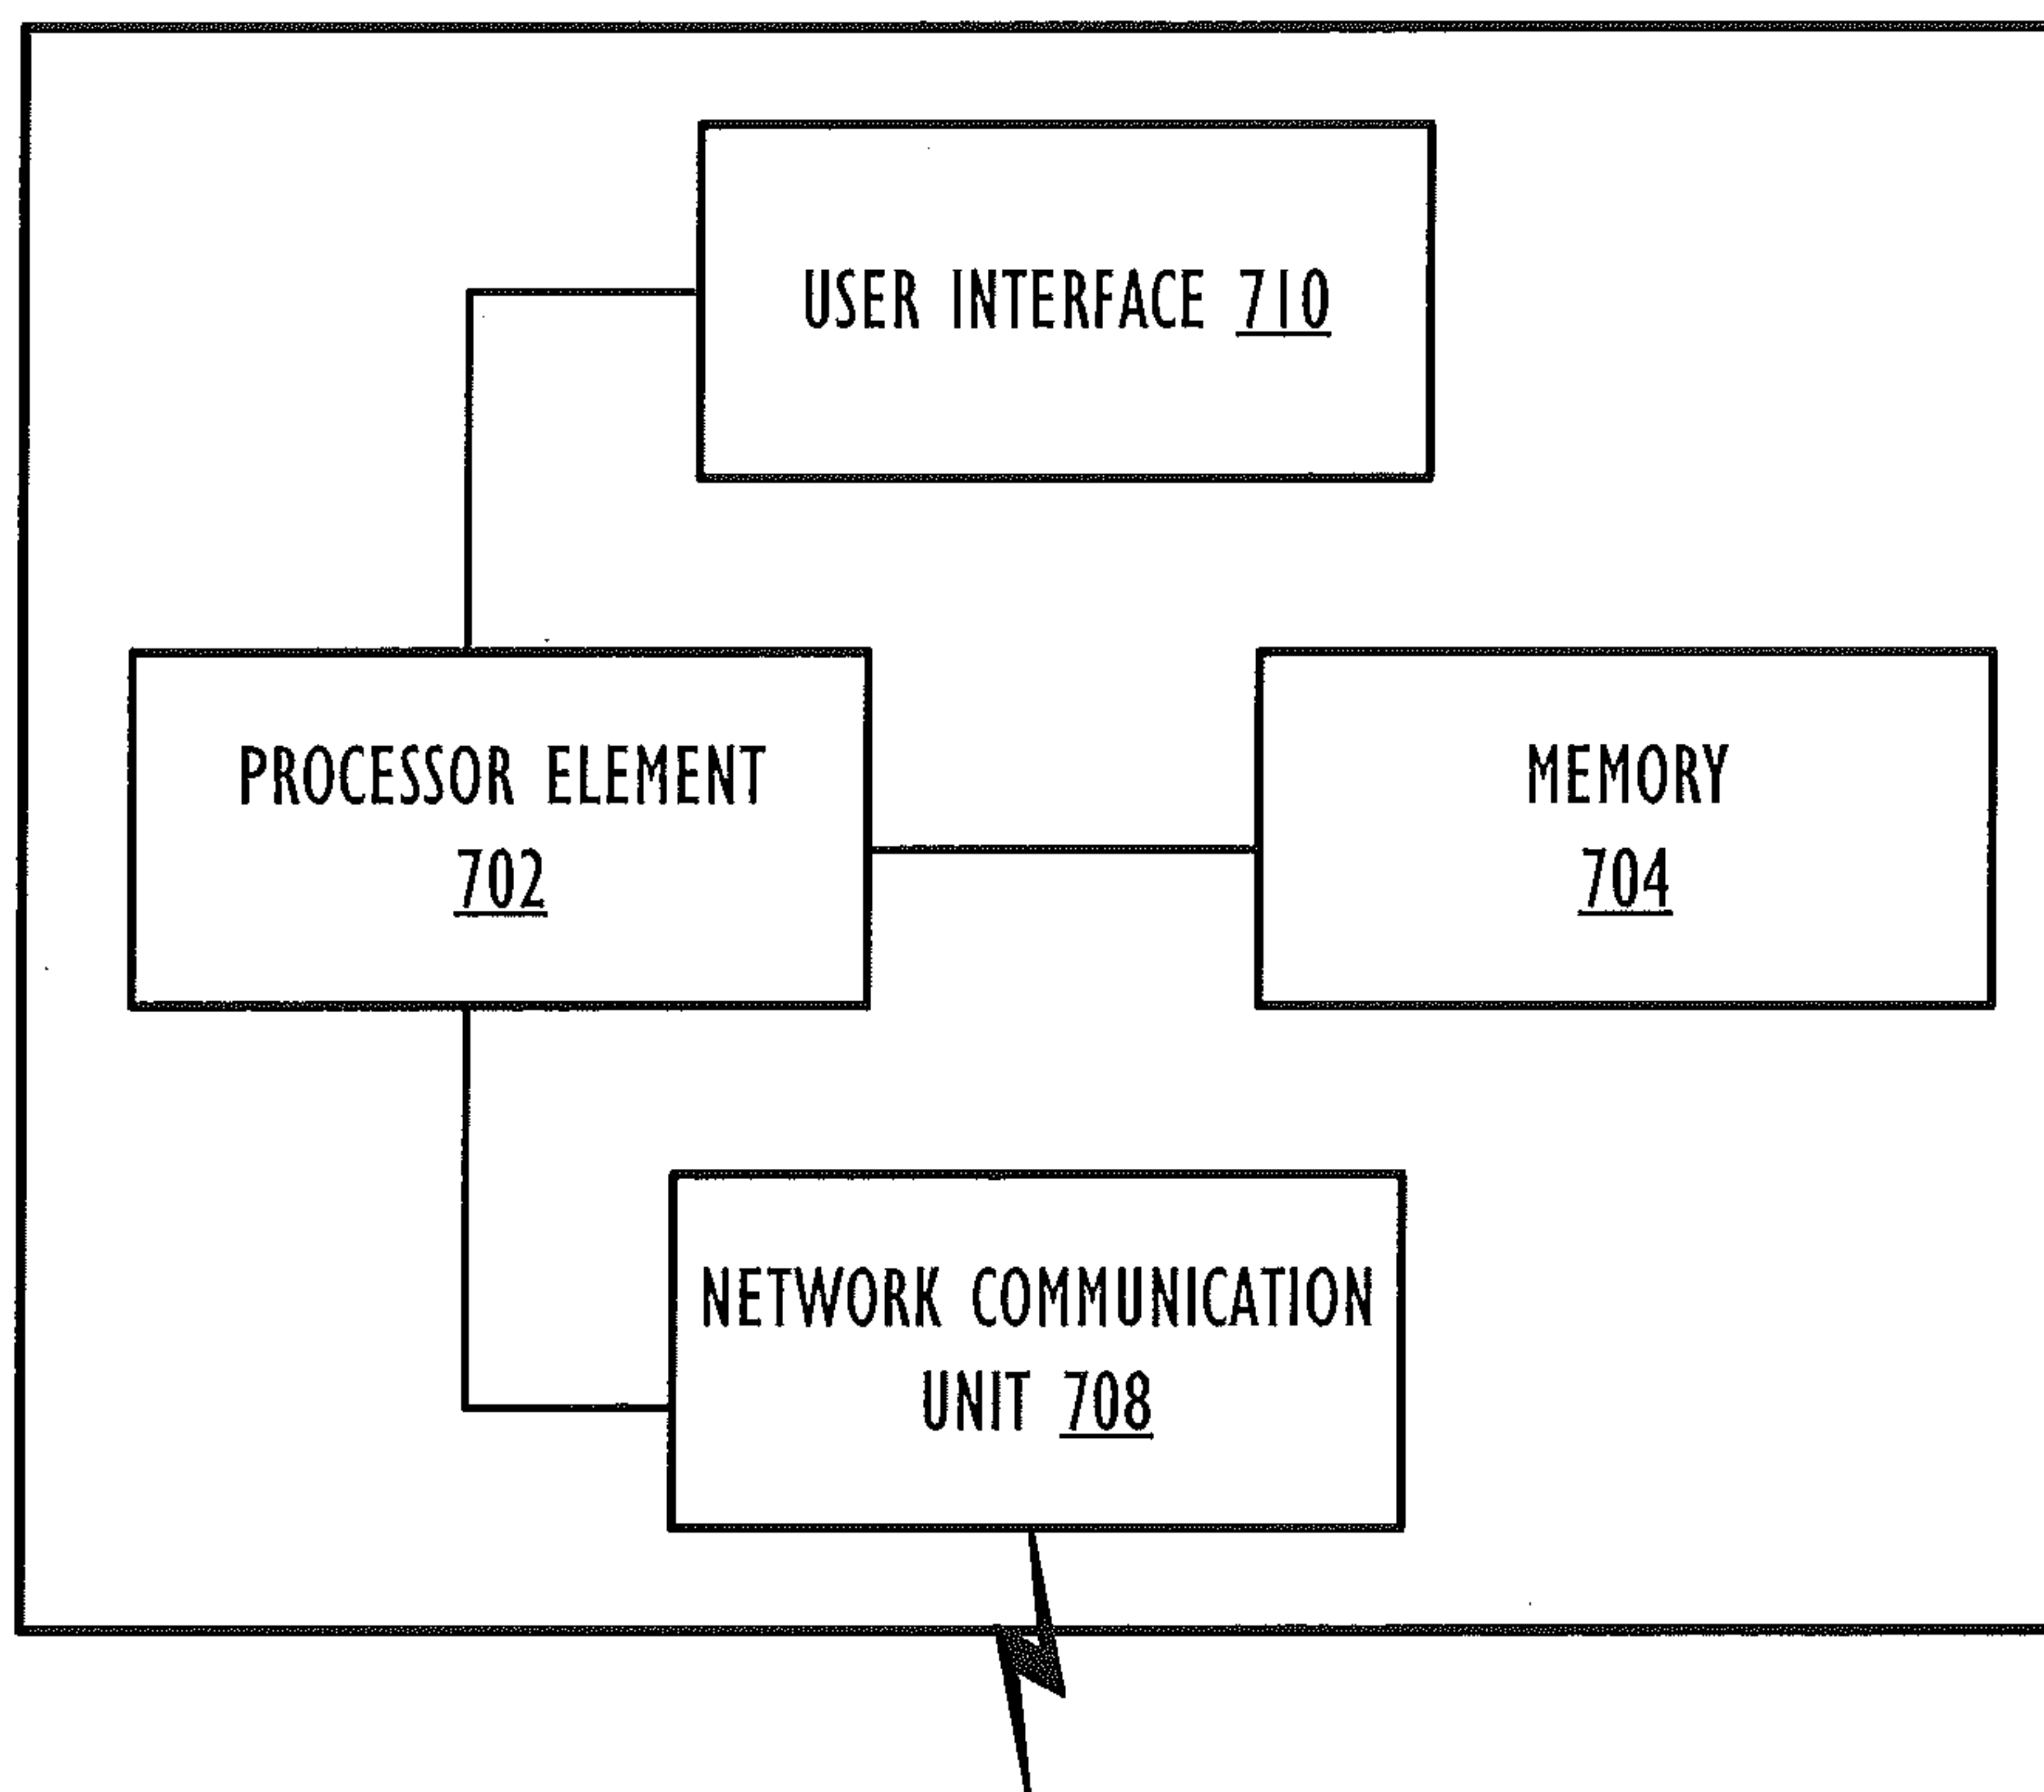 USER INTERFACE 710
PROCESSOR ELEMENT
702
MEMORY
704
NETWORK COMMUNICATION
UNIT 708